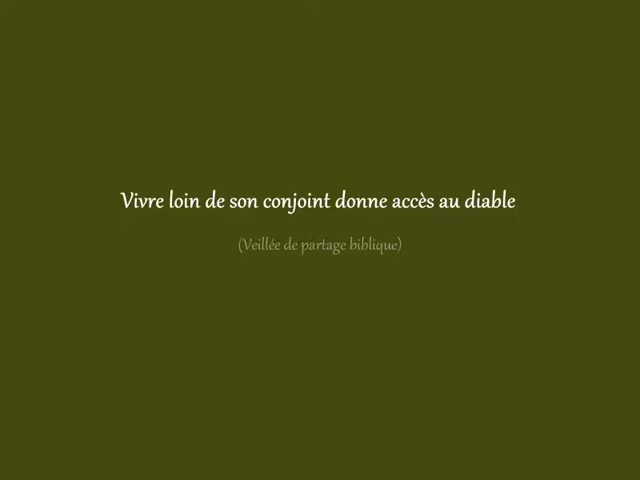 Vivre loin de son conjoint donne accès au diable
(Veillée de partage biblique)